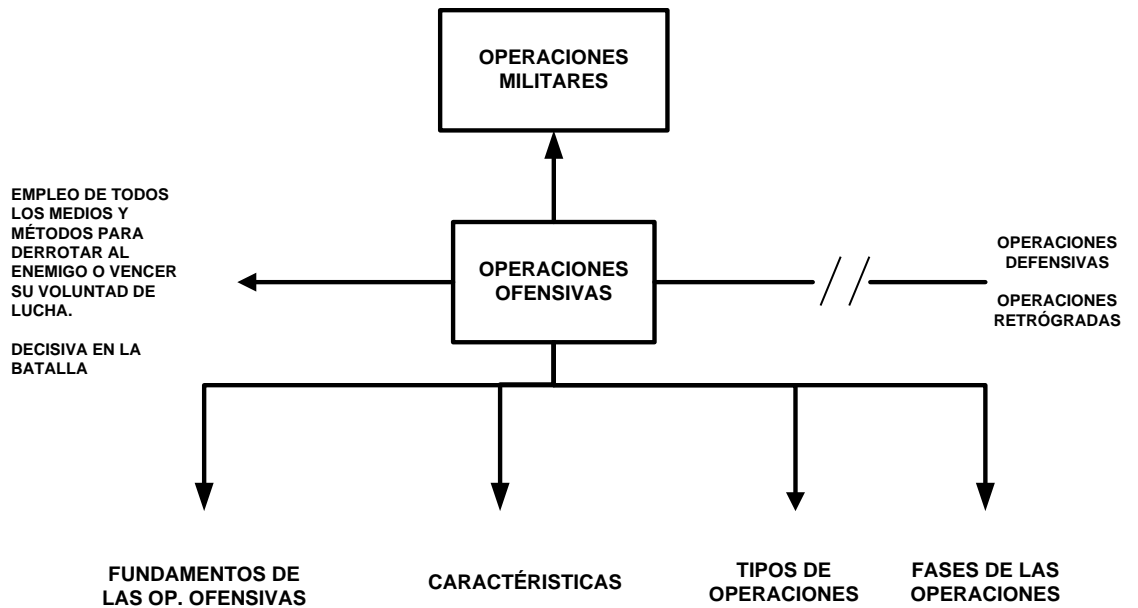 OPERACIONES
MILITARES
EMPLEO DE TODOS
LOS MEDIOS Y
MÉTODOS PARA
DERROTAR AL
ENEMIGO O VENCER
SU VOLUNTAD DE
LUCHA.
DECISIVA EN LA
BATALLA
OPERACIONES
OFENSIVAS
OPERACIONES
DEFENSIVAS
OPERACIONES
RETRÓGRADAS
FUNDAMENTOS DE
LAS OP. OFENSIVAS
CARACTÉRISTICAS
TIPOS DE
OPERACIONES
FASES DE LAS
OPERACIONES